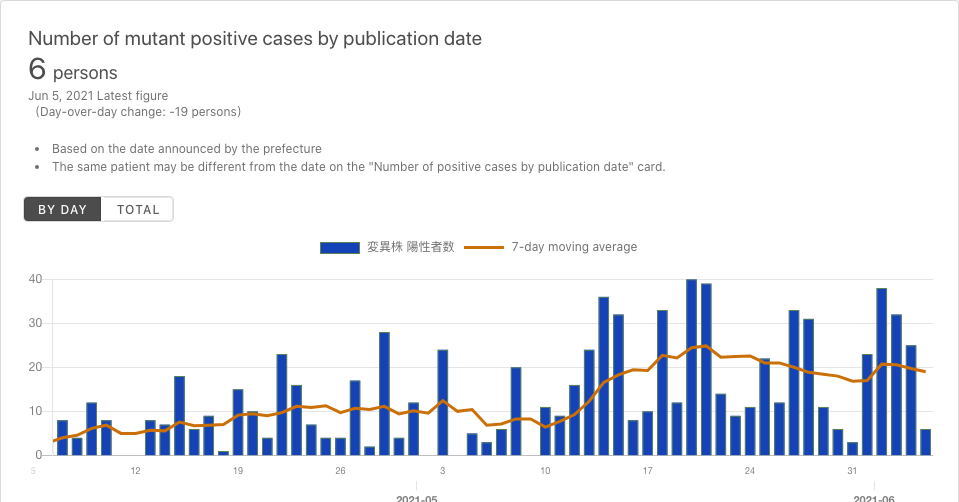 Number of mutant positive cases by publication date
6 persons
Jun 5, 2021 Latest figure
(Day-over-day change: -19 persons)
• Based on the date announced by the prefecture
• The same patient may be different from the date on the "Number of positive cases by publication date" card.
BY DAY TOTAL
変異株 陽性者数 7-day moving average
40
30
20
10
0
5 12 19 26 3 10 17 24 31
2021-05 2021-06